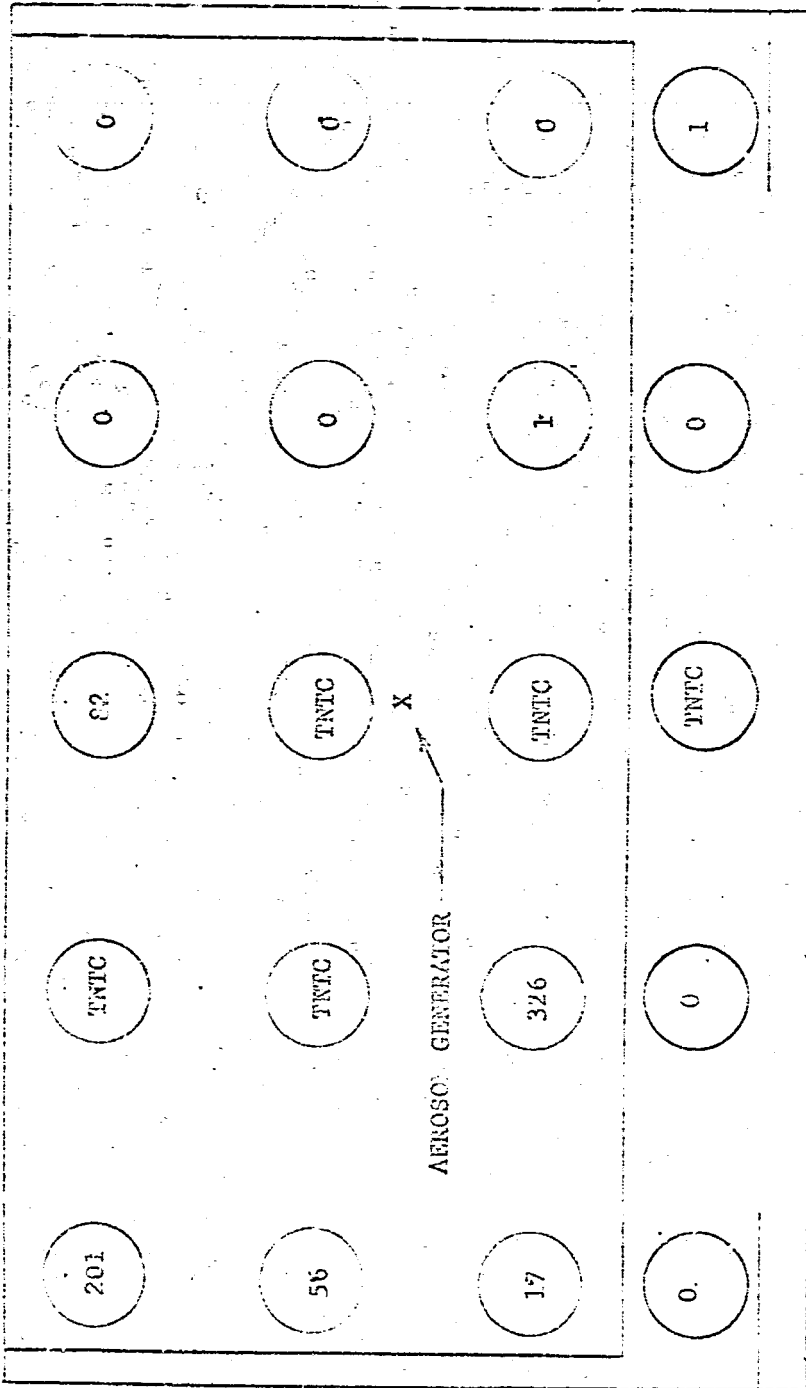 201 TNTC 82 0 0
56 TNTC TNTC 0 0
X
AEROSOL GENERATOR
17 326 TNTC 1 0
0 0 TNTC 0 1